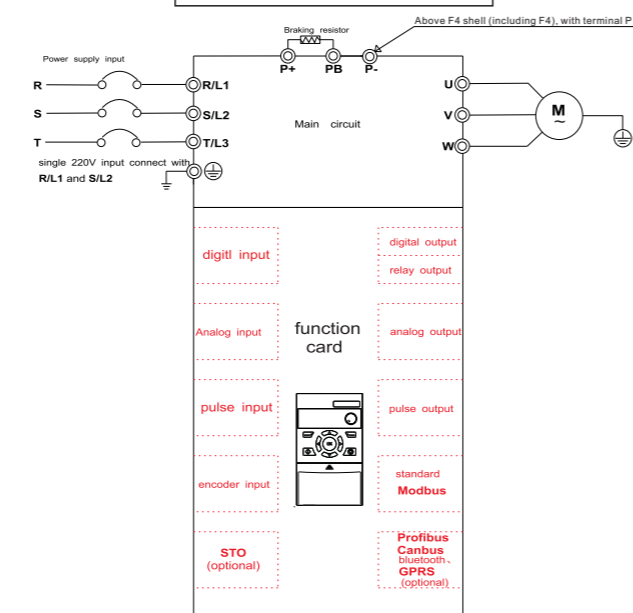 Above F4 shell (including F4), with terminal P
Braking resistor
P+ PB P-
Power supply input
R R/L1 U
S S/L2 V
T T/L3 W
Main circuit
M
~
single 220V input connect with
R/L1 and S/L2
digitl input
digital output
relay output
Analog input
function
card
analog output
pulse input
pulse output
encoder input
standard
Modbus
STO
(optional)
Profibus
Canbus
bluetooth、
GPRS
(optional)